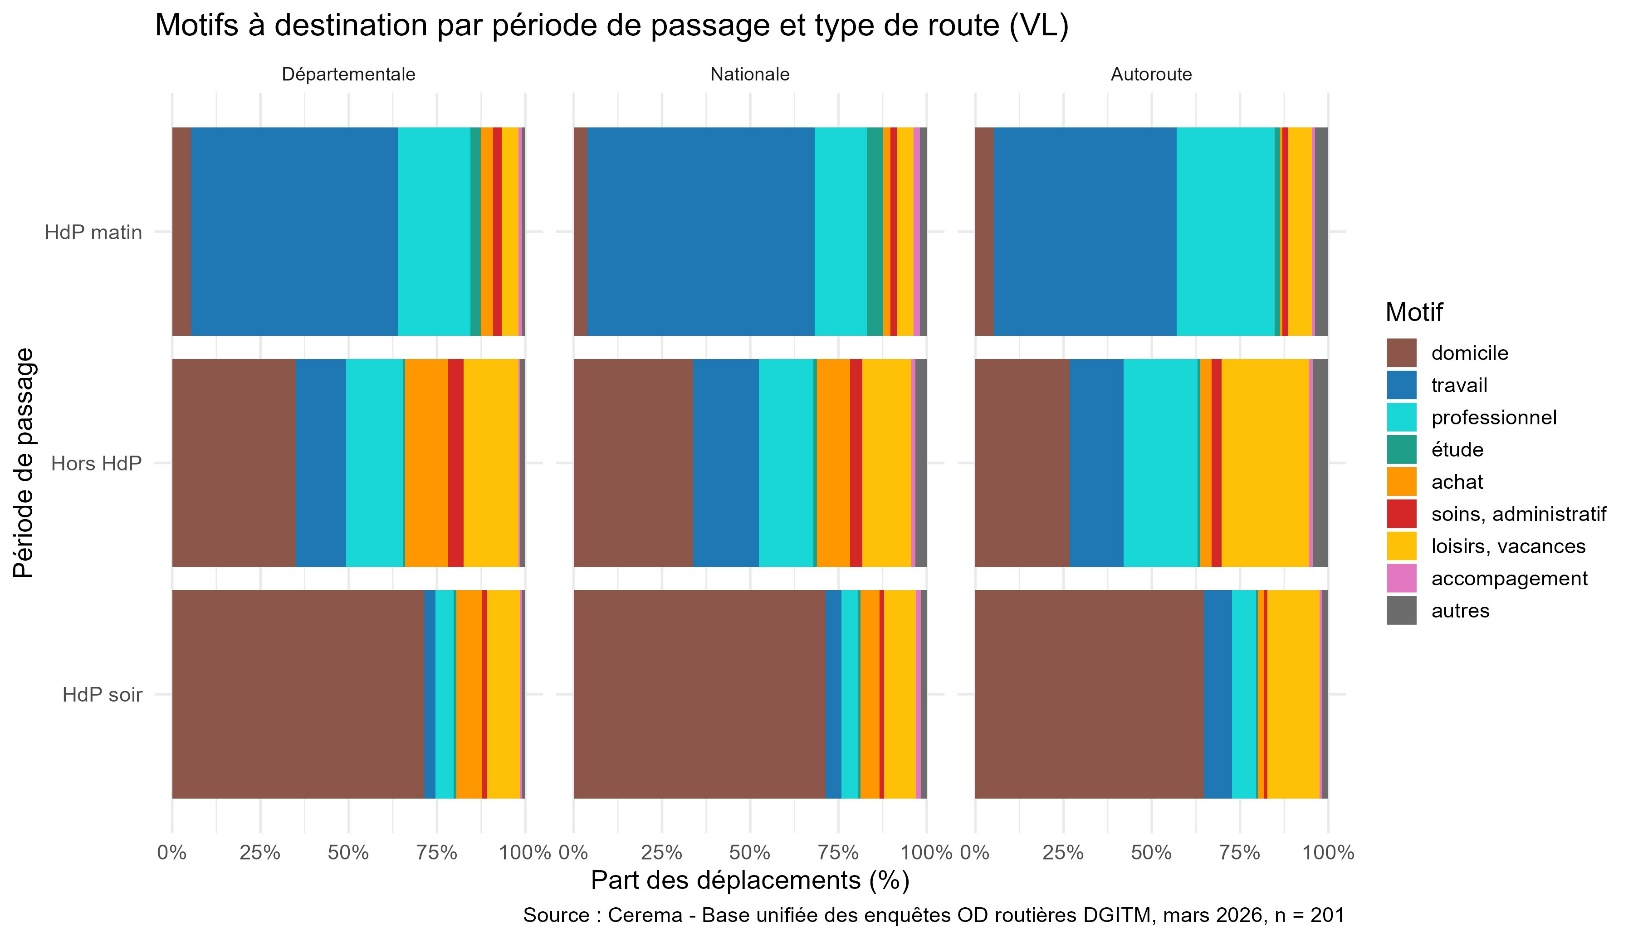 Motifs à destination par période de passage et type de route (VL)
Départementale
Nationale
Autoroute
HdP matin
Hors HdP
HdP soir
Période de passage
0% 25% 50% 75% 100% 0% 25% 50% 75% 100% 0% 25% 50% 75% 100%
Part des déplacements (%)
Motif
domicile
travail
professionnel
étude
achat
soins, administratif
loisirs, vacances
accompagement
autres
Source : Cerema - Base unifiée des enquêtes OD routières DGITM, mars 2026, n = 201